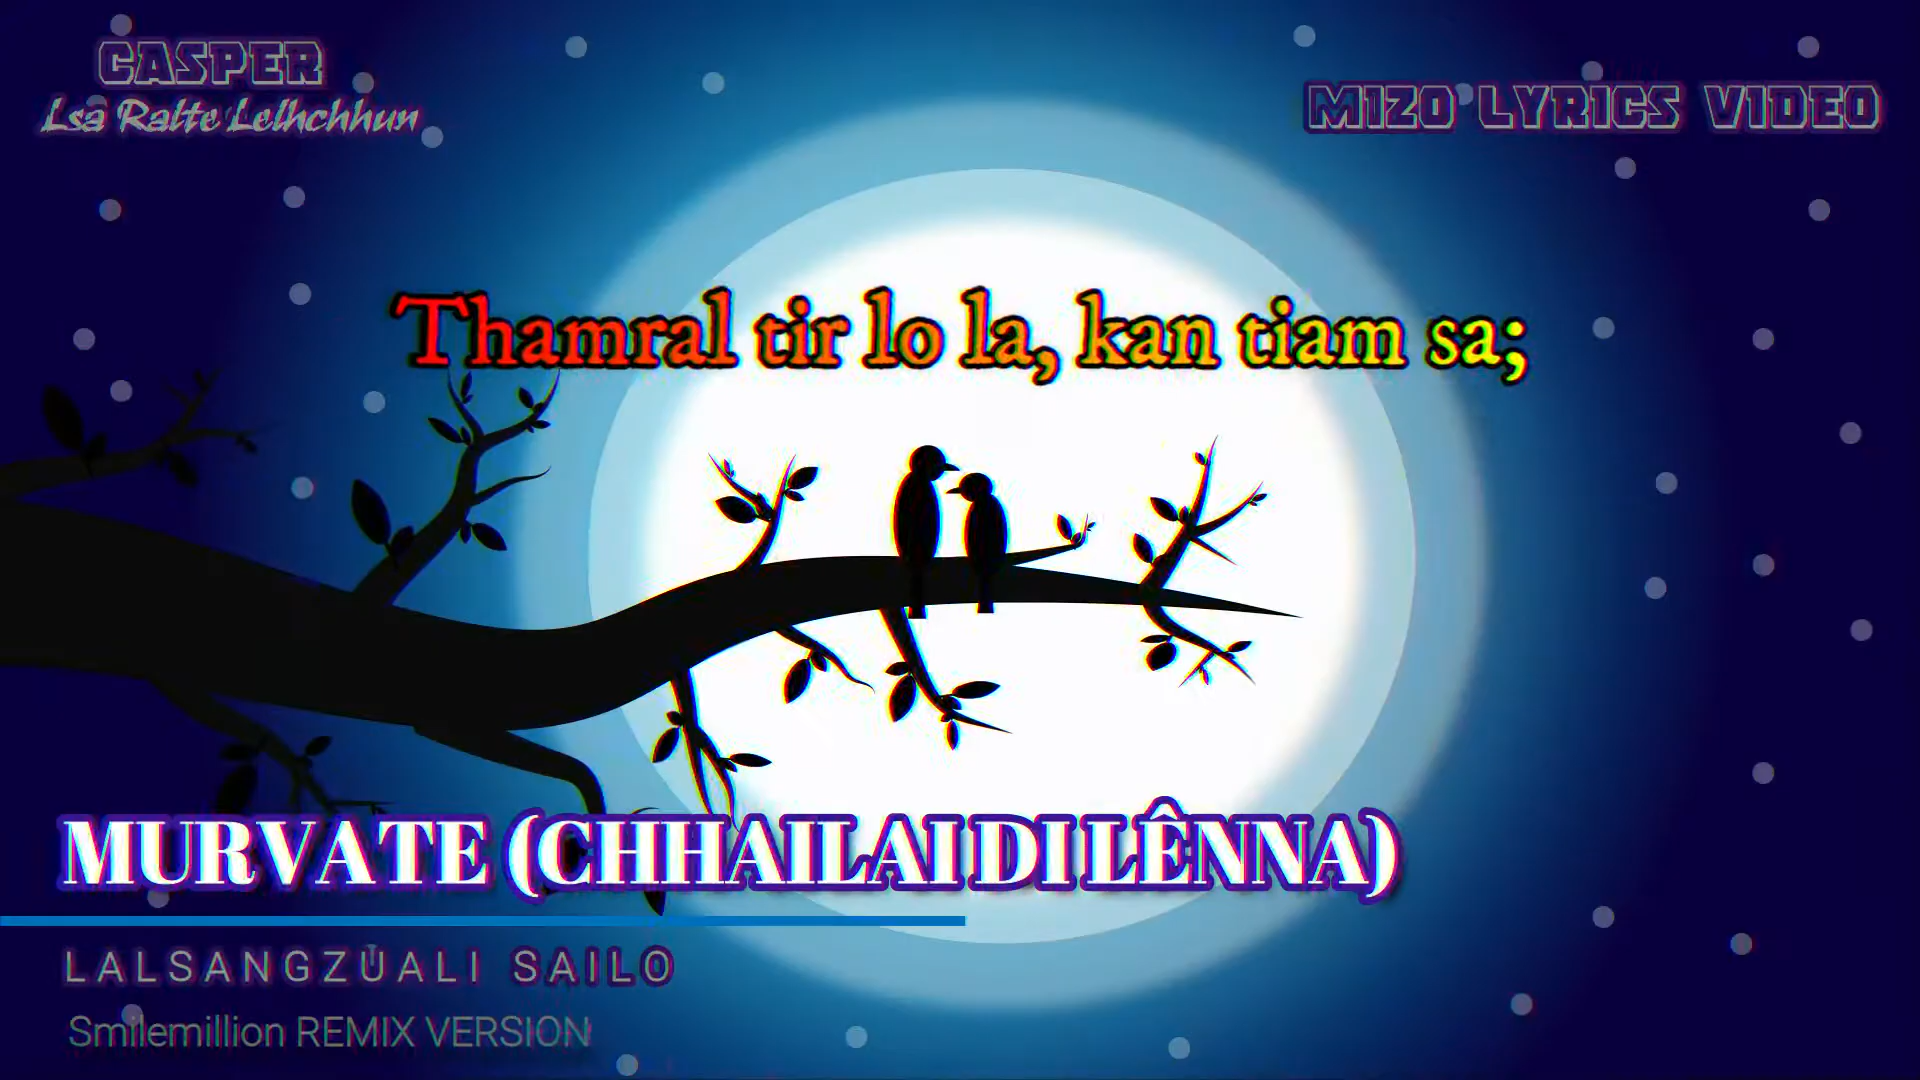 CASPER
Lsa Ralte Leihchhun
MIZO LYRICS VIDEO
Thamral tir lo la, kan tiam sa;
MURVATE (CHHAILAI DI LÊNNA)
LALSANGZUALI SAILO
Smilemillion REMIX VERSION